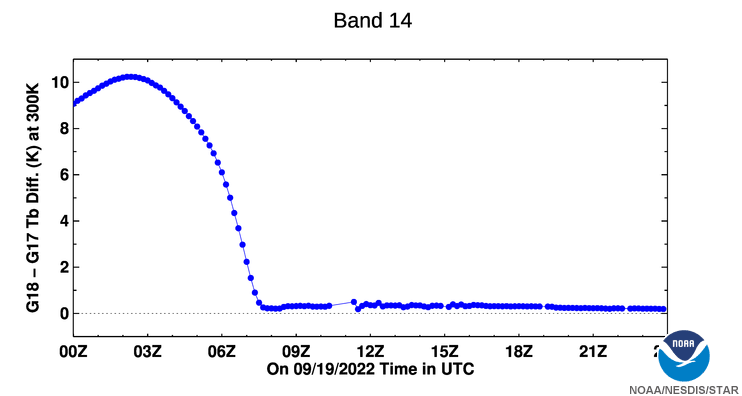 Band 14
G18 – G17 Tb Diff. (K) at 300K
10
8
6
4
2
0
00Z 03Z 06Z 09Z 12Z 15Z 18Z 21Z
On 09/19/2022 Time in UTC
NOAA
NOAA/NESDIS/STAR